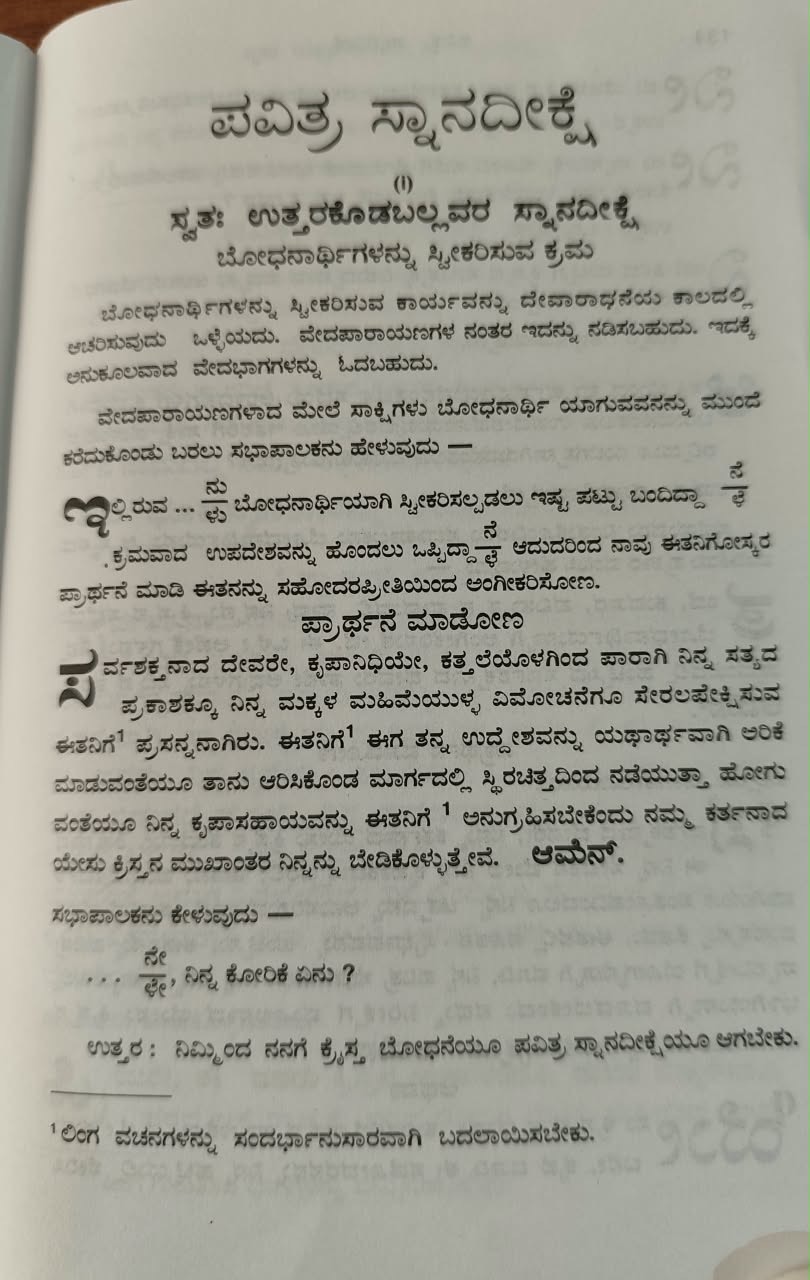 ಪವಿತ್ರ ಸ್ನಾನದೀಕ್ಷೆ
(I)
ಸ್ವತಃ ಉತ್ತರಕೊಡಬಲ್ಲವರ ಸ್ನಾನದೀಕ್ಷೆ
ಬೋಧನಾರ್ಥಿಗಳನ್ನು ಸ್ವೀಕರಿಸುವ ಕ್ರಮ
ಬೋಧನಾರ್ಥಿಗಳನ್ನು ಸ್ವೀಕರಿಸುವ ಕಾರ್ಯವನ್ನು ದೇವಾರಾಧನೆಯ ಕಾಲದಲ್ಲಿ
ಆಚರಿಸುವುದು ಒಳ್ಳೆಯದು. ವೇದಪಾರಾಯಣಗಳ ನಂತರ ಇದನ್ನು ನಡಿಸಬಹುದು. ಇದಕ್ಕೆ
ಅನುಕೂಲವಾದ ವೇದಭಾಗಗಳನ್ನು ಓದಬಹುದು.
ವೇದಪಾರಾಯಣಗಳಾದ ಮೇಲೆ ಸಾಕ್ಷಿಗಳು ಬೋಧನಾರ್ಥಿ ಯಾಗುವವನನ್ನು ಮುಂದೆ
ಕರೆದುಕೊಂಡು ಬರಲು ಸಭಾಪಾಲಕನು ಹೇಳುವುದು —
ಇಲ್ಲಿರುವ ... ನು/ಳು ಬೋಧನಾರ್ಥಿಯಾಗಿ ಸ್ವೀಕರಿಸಲ್ಪಡಲು ಇಷ್ಟ ಪಟ್ಟು ಬಂದಿದ್ದಾ ನೆ/ಳೆ
ಕ್ರಮವಾದ ಉಪದೇಶವನ್ನು ಹೊಂದಲು ಒಪ್ಪಿದ್ದಾ ನೆ/ಳೆ ಆದುದರಿಂದ ನಾವು ಈತನಿಗೋಸ್ಕರ
ಪ್ರಾರ್ಥನೆ ಮಾಡಿ ಈತನನ್ನು ಸಹೋದರಪ್ರೀತಿಯಿಂದ ಅಂಗೀಕರಿಸೋಣ.
ಪ್ರಾರ್ಥನೆ ಮಾಡೋಣ
ಸರ್ವಶಕ್ತನಾದ ದೇವರೇ, ಕೃಪಾನಿಧಿಯೇ, ಕತ್ತಲೆಯೊಳಗಿಂದ ಪಾರಾಗಿ ನಿನ್ನ ಸತ್ಯದ
ಪ್ರಕಾಶಕ್ಕೂ ನಿನ್ನ ಮಕ್ಕಳ ಮಹಿಮೆಯುಳ್ಳ ವಿಮೋಚನೆಗೂ ಸೇರಲಪೇಕ್ಷಿಸುವ
ಈತನಿಗೆ¹ ಪ್ರಸನ್ನನಾಗಿರು. ಈತನಿಗೆ¹ ಈಗ ತನ್ನ ಉದ್ದೇಶವನ್ನು ಯಥಾರ್ಥವಾಗಿ ಅರಿಕೆ
ಮಾಡುವಂತೆಯೂ ತಾನು ಆರಿಸಿಕೊಂಡ ಮಾರ್ಗದಲ್ಲಿ ಸ್ಥಿರಚಿತ್ತದಿಂದ ನಡೆಯುತ್ತಾ ಹೋಗು
ವಂತೆಯೂ ನಿನ್ನ ಕೃಪಾಸಹಾಯವನ್ನು ಈತನಿಗೆ ¹ ಅನುಗ್ರಹಿಸಬೇಕೆಂದು ನಮ್ಮ ಕರ್ತನಾದ
ಯೇಸು ಕ್ರಿಸ್ತನ ಮುಖಾಂತರ ನಿನ್ನನ್ನು ಬೇಡಿಕೊಳ್ಳುತ್ತೇವೆ. ಆಮೆನ್.
ಸಭಾಪಾಲಕನು ಕೇಳುವುದು —
... ನೇ/ಳೇ, ನಿನ್ನ ಕೋರಿಕೆ ಏನು ?
ಉತ್ತರ : ನಿಮ್ಮಿಂದ ನನಗೆ ಕ್ರೈಸ್ತ ಬೋಧನೆಯೂ ಪವಿತ್ರ ಸ್ನಾನದೀಕ್ಷೆಯೂ ಆಗಬೇಕು.
¹ ಲಿಂಗ ವಚನಗಳನ್ನು ಸಂದರ್ಭಾನುಸಾರವಾಗಿ ಬದಲಾಯಿಸಬೇಕು.